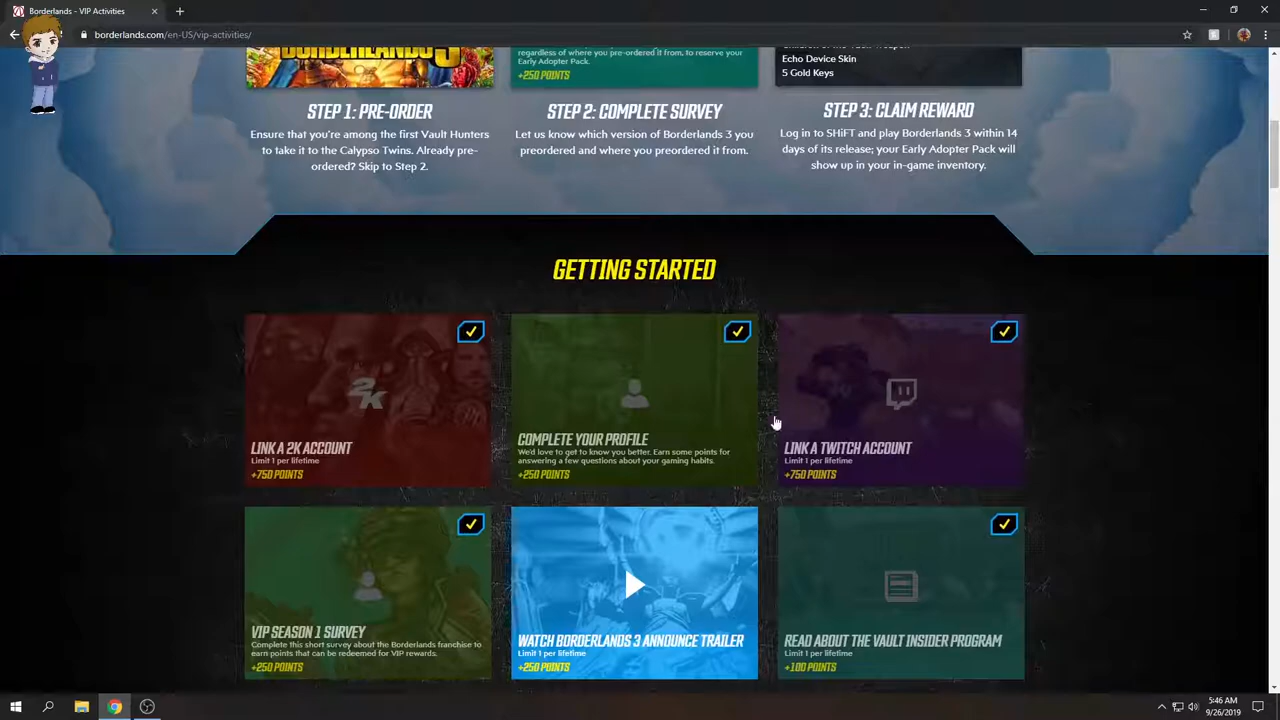 Borderlands - VIP Activities
borderlands.com/en-US/vip-activities/
BORDERLANDS 3
regardless of where you pre-ordered it from, to reserve your
Early Adopter Pack.
+250 POINTS
Echo Device Skin
5 Gold Keys
STEP 1: PRE-ORDER
Ensure that you're among the first Vault Hunters
to take it to the Calypso Twins. Already pre-
ordered? Skip to Step 2.
STEP 2: COMPLETE SURVEY
Let us know which version of Borderlands 3 you
preordered and where you preordered it from.
STEP 3: CLAIM REWARD
Log in to SHiFT and play Borderlands 3 within 14
days of its release; your Early Adopter Pack will
show up in your in-game inventory.
GETTING STARTED
2K
LINK A 2K ACCOUNT
Limit 1 per lifetime
+750 POINTS
COMPLETE YOUR PROFILE
We'd love to get to know you better. Earn some points for
answering a few questions about your gaming habits.
+250 POINTS
LINK A TWITCH ACCOUNT
Limit 1 per lifetime
+750 POINTS
VIP SEASON 1 SURVEY
Complete this short survey about the Borderlands franchise to
earn points that can be redeemed for VIP rewards.
+250 POINTS
WATCH BORDERLANDS 3 ANNOUNCE TRAILER
Limit 1 per lifetime
+250 POINTS
READ ABOUT THE VAULT INSIDER PROGRAM
Limit 1 per lifetime
+100 POINTS
5:46 AM
9/26/2019